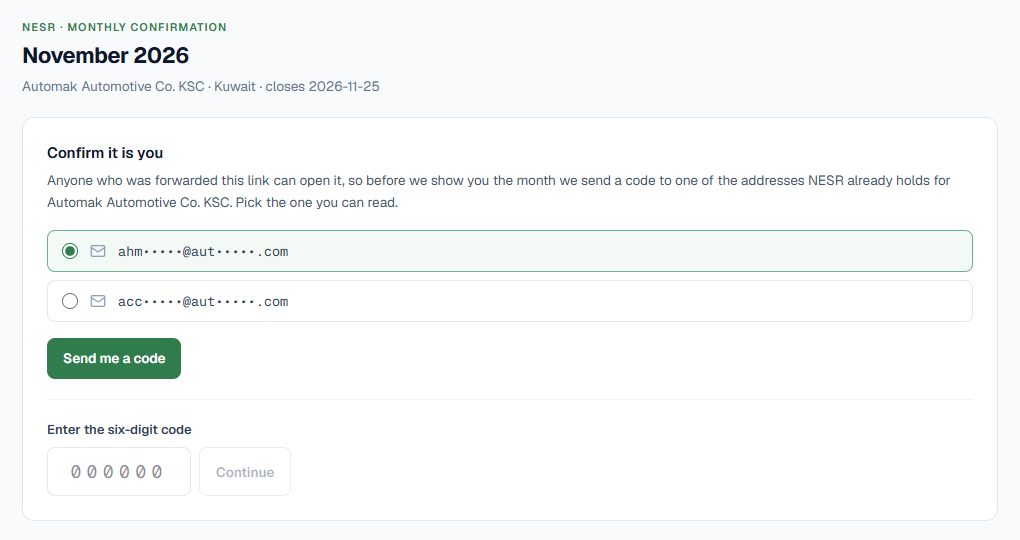 NESR · MONTHLY CONFIRMATION
November 2026
Automak Automotive Co. KSC · Kuwait · closes 2026-11-25
Confirm it is you
Anyone who was forwarded this link can open it, so before we show you the month we send a code to one of the addresses NESR already holds for
Automak Automotive Co. KSC. Pick the one you can read.
ahm•••••@aut•••••.com
acc•••••@aut•••••.com
Send me a code
Enter the six-digit code
000000
Continue